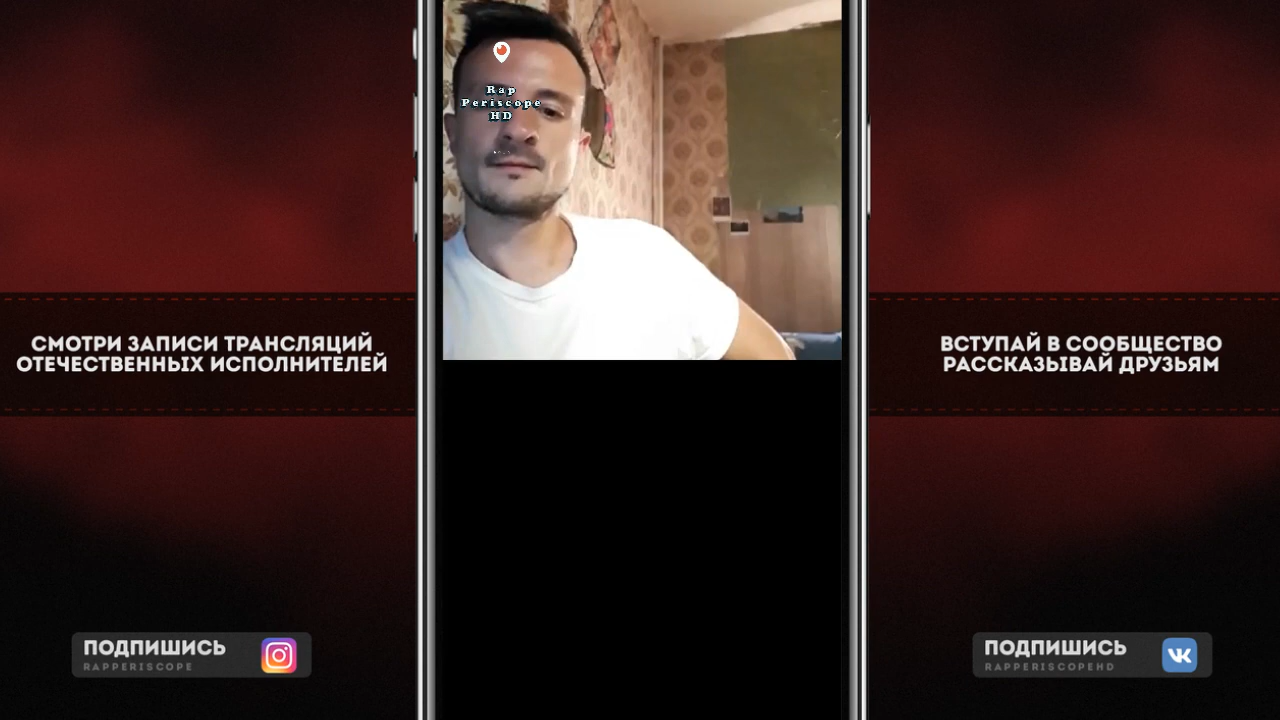 Rap
Periscope
HD
СМОТРИ ЗАПИСИ ТРАНСЛЯЦИЙ
ОТЕЧЕСТВЕННЫХ ИСПОЛНИТЕЛЕЙ
ВСТУПАЙ В СООБЩЕСТВО
РАССКАЗЫВАЙ ДРУЗЬЯМ
ПОДПИШИСЬ
RAPPERISCOPE
ПОДПИШИСЬ
RAPPERISCOPEHD